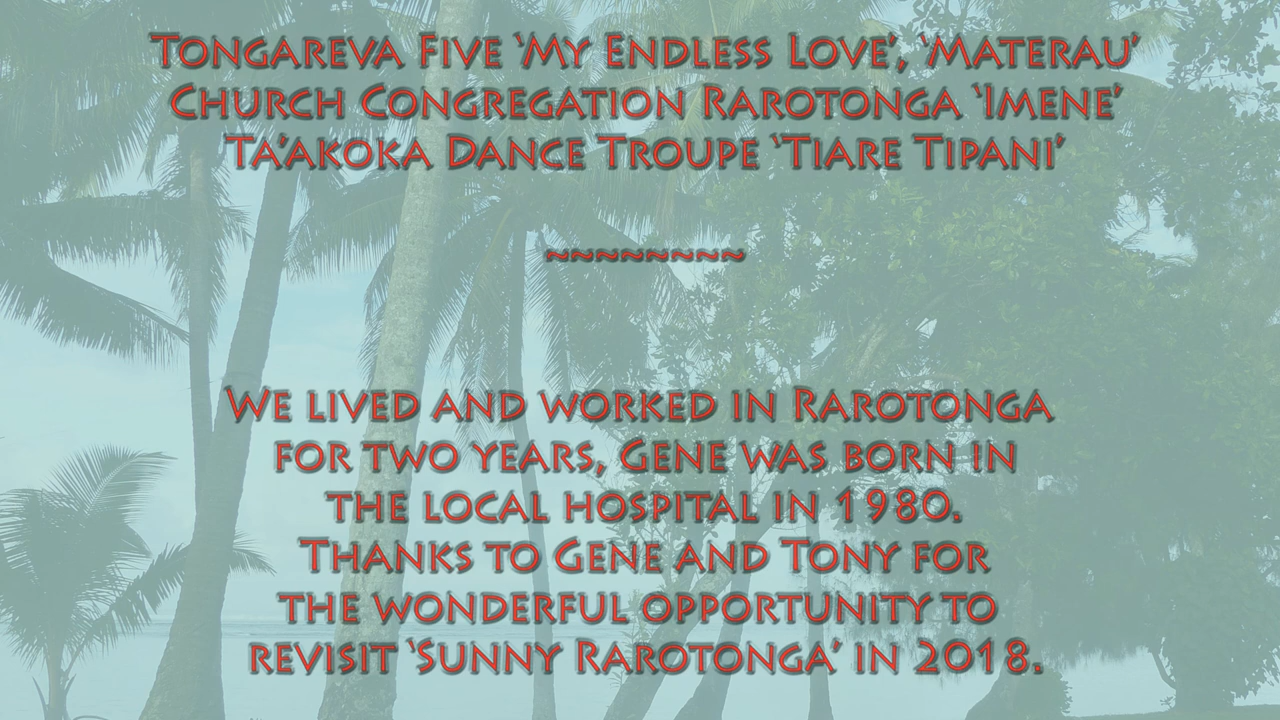 Tongareva Five ‘My Endless Love’, ‘Materau’
Church Congregation Rarotonga ‘Imene’
Ta’akoka Dance Troupe ‘Tiare Tipani’
~~~~~~~~
We lived and worked in Rarotonga
for two years, Gene was born in
the local hospital in 1980.
Thanks to Gene and Tony for
the wonderful opportunity to
revisit ‘Sunny Rarotonga’ in 2018.